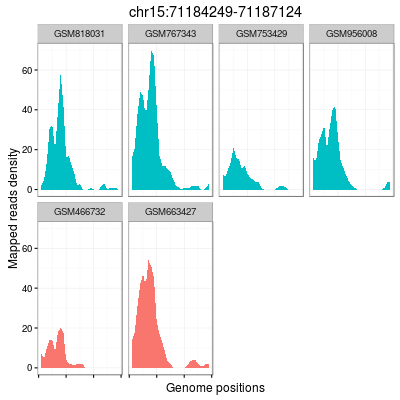 chr15:71184249-71187124
GSM818031 GSM767343 GSM753429 GSM956008
60
40
20
0
GSM466732 GSM663427
60
40
20
0
Mapped reads density
Genome positions